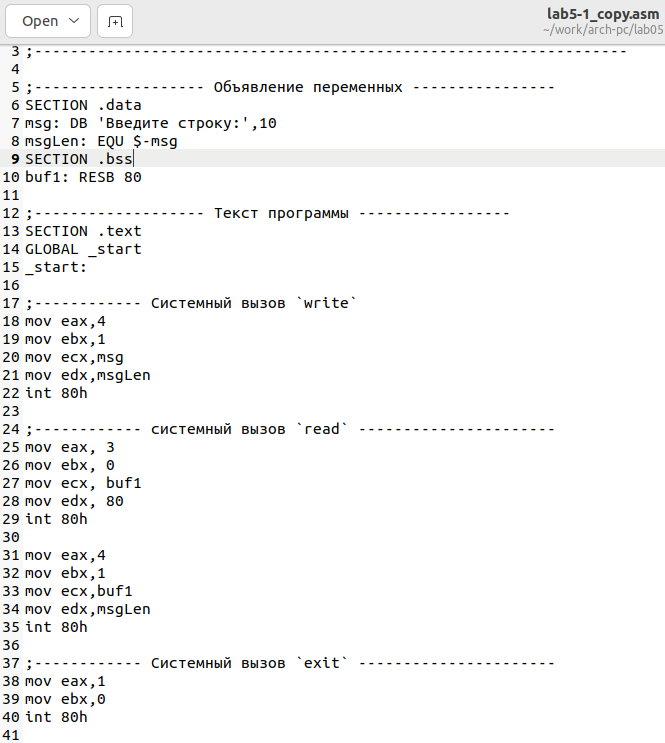 Open
lab5-1_copy.asm
~/work/arch-pc/lab05
3 ;------------------------------------------------------------------
4
5 ;------------------- Объявление переменных ----------------
6 SECTION .data
7 msg: DB 'Введите строку:',10
8 msgLen: EQU $-msg
9 SECTION .bss
10 buf1: RESB 80
11
12 ;------------------- Текст программы -----------------
13 SECTION .text
14 GLOBAL _start
15 _start:
16
17 ;------------ Системный вызов `write`
18 mov eax,4
19 mov ebx,1
20 mov ecx,msg
21 mov edx,msgLen
22 int 80h
23
24 ;------------ системный вызов `read` ----------------------
25 mov eax, 3
26 mov ebx, 0
27 mov ecx, buf1
28 mov edx, 80
29 int 80h
30
31 mov eax,4
32 mov ebx,1
33 mov ecx,buf1
34 mov edx,msgLen
35 int 80h
36
37 ;------------ Системный вызов `exit` ----------------------
38 mov eax,1
39 mov ebx,0
40 int 80h
41